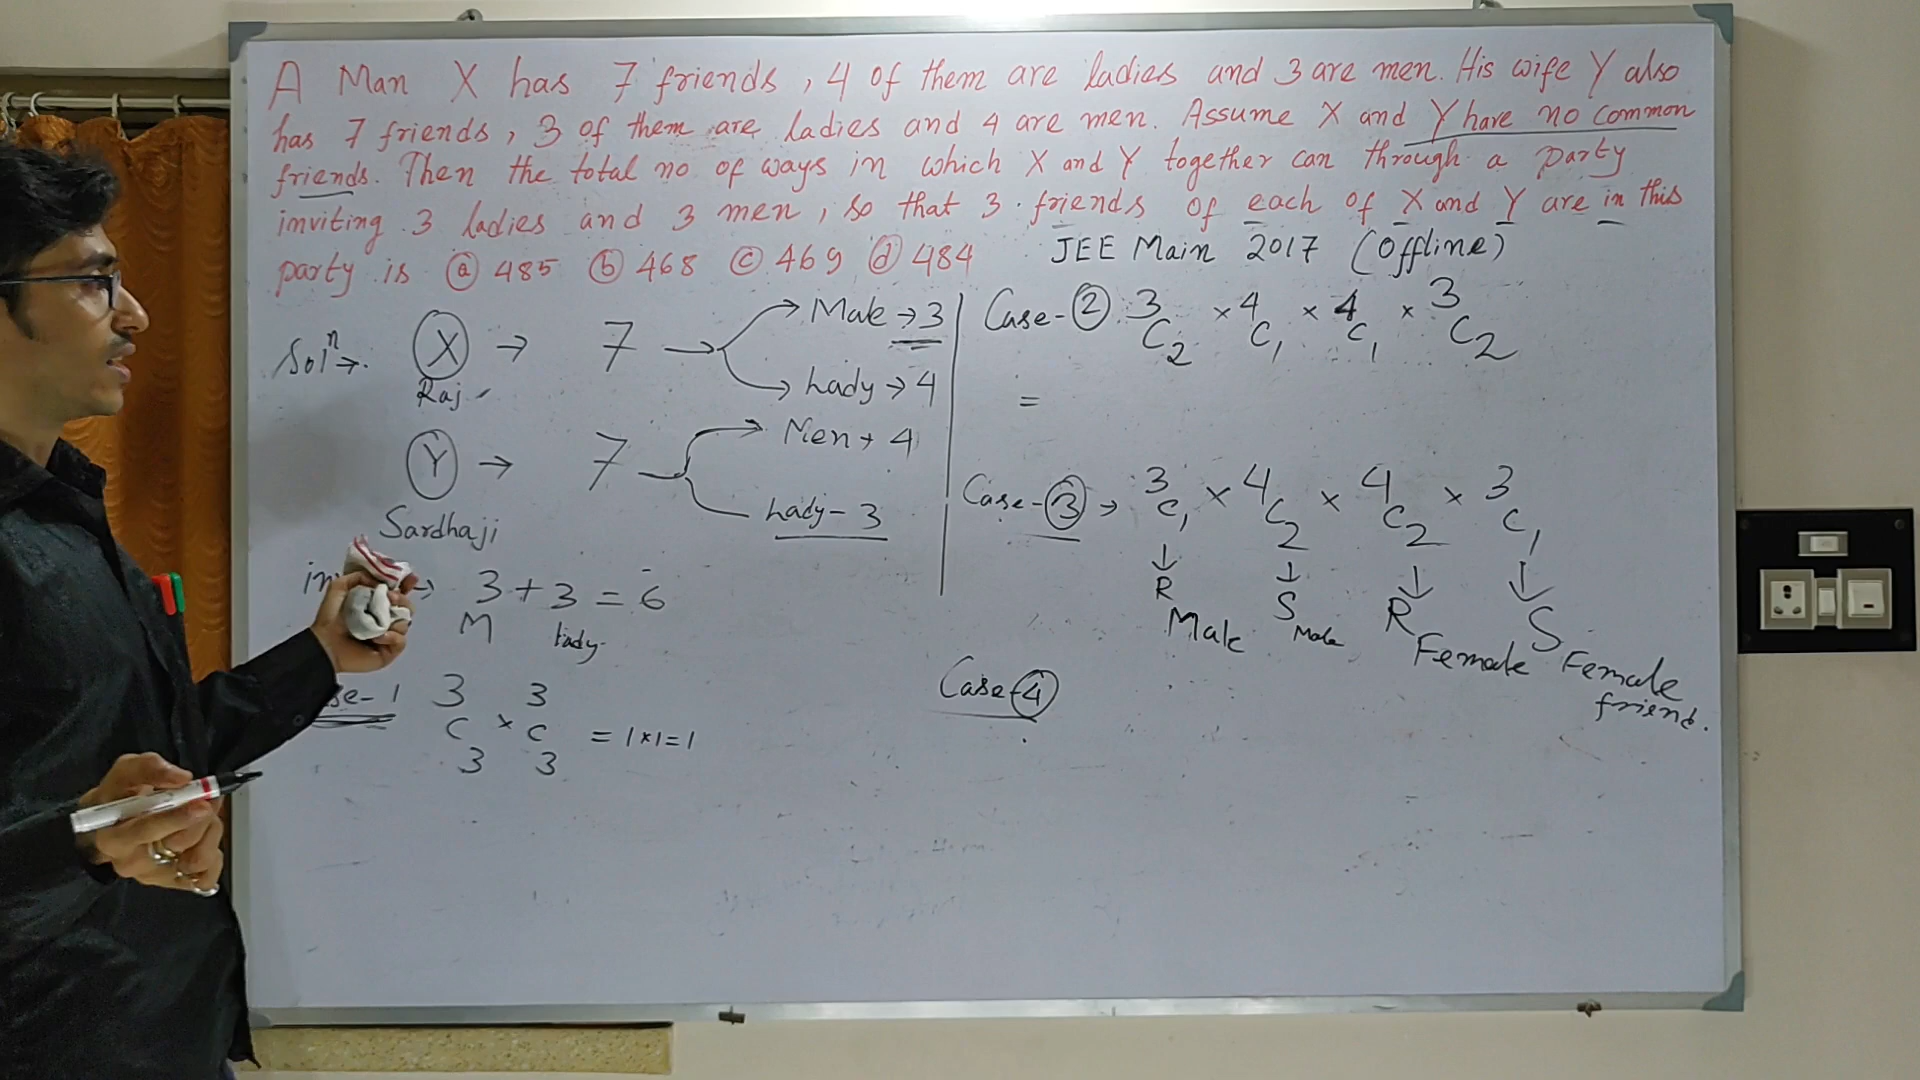 A Man X has 7 friends, 4 of them are ladies and 3 are men. His wife Y also
has 7 friends, 3 of them are ladies and 4 are men. Assume X and Y have no common
friends. Then the total no of ways in which X and Y together can through a party
inviting 3 ladies and 3 men, so that 3 friends of each of X and Y are in this
party is (a) 485 (b) 468 (c) 469 (d) 484 JEE Main 2017 (Offline)
Solⁿ→ X → 7 → Male → 3
Raj
Lady → 4
Y → 7 Men → 4
Lady - 3
Sardhaji
→ 3 + 3 = 6
M Lady
-1 3C3 × 3C3 = 1×1=1
Case-2 3C2 × 4C1 × 4C1 × 3C2
=
Case-3 → 3C1 × 4C2 × 4C2 × 3C1
↓ ↓ ↓ ↓
R S R S
Male Male Female Female
friend.
Case-4